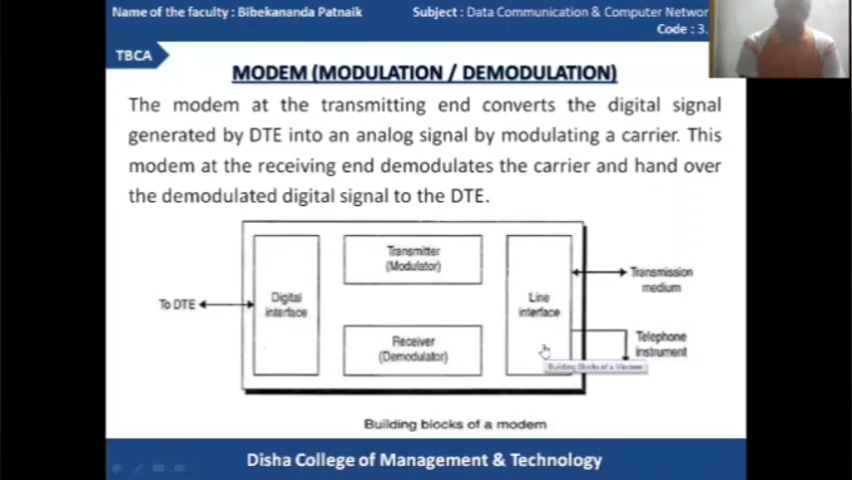 Name of the faculty : Bibekananda Patnaik
Subject : Data Communication & Computer Networ
Code : 3.
TBCA
MODEM (MODULATION / DEMODULATION)
The modem at the transmitting end converts the digital signal
generated by DTE into an analog signal by modulating a carrier. This
modem at the receiving end demodulates the carrier and hand over
the demodulated digital signal to the DTE.
To DTE
Digital
interface
Transmitter
(Modulator)
Receiver
(Demodulator)
Line
interface
Transmission
medium
Telephone
instrument
Building Blocks of a Modem
Building blocks of a modem
Disha College of Management & Technology